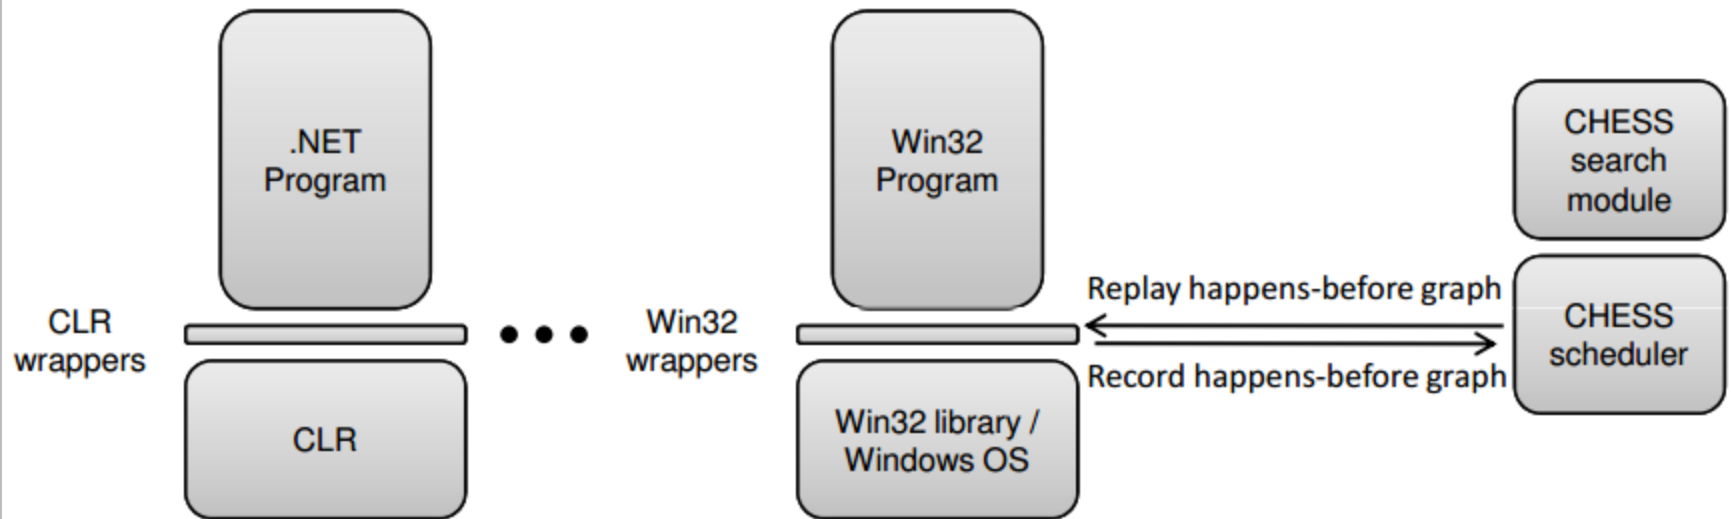 .NET
Program
Win32
Program
CHESS
search
module
CLR
wrappers
Win32
wrappers
Replay happens-before graph
Record happens-before graph
CHESS
scheduler
CLR
Win32 library /
Windows OS